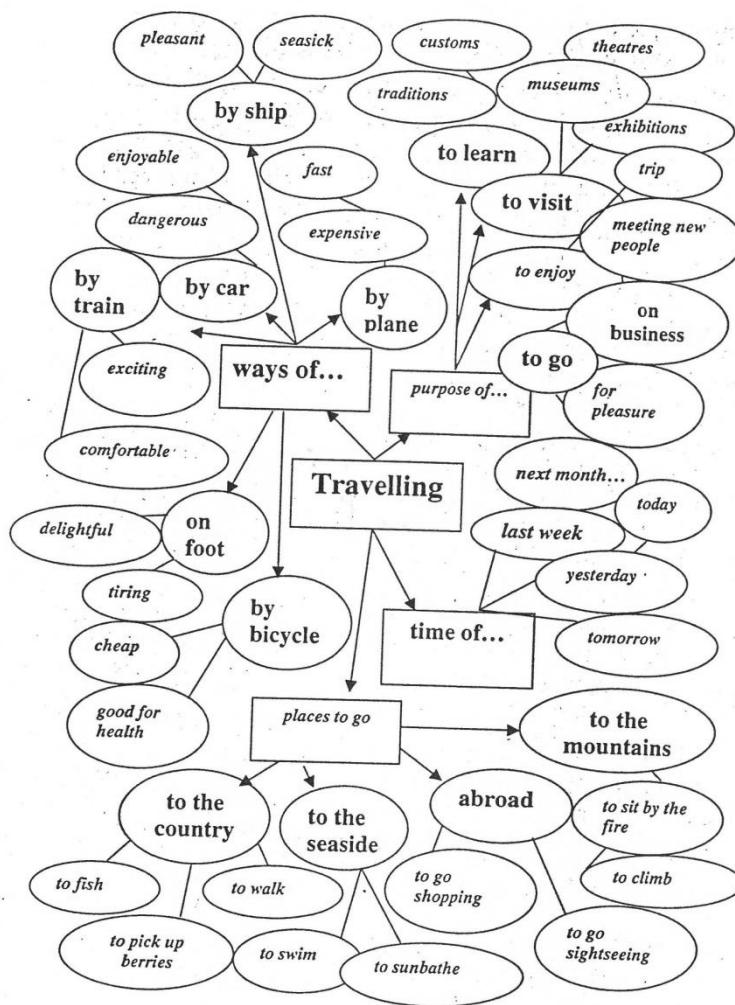 pleasant
seasick
customs
theatres
by ship
traditions
museums
exhibitions
enjoyable
fast
to learn
trip
dangerous
expensive
to visit
meeting new
people
by
train
by car
by
plane
to enjoy
on
business
exciting
ways of...
purpose of...
to go
for
pleasure
comfortable
Travelling
next month...
today
delightful
on
foot
last week
yesterday
tiring
by
bicycle
time of...
tomorrow
cheap
good for
health
places to go
to the
mountains
to the
country
to the
seaside
abroad
to sit by the
fire
to fish
to walk
to go
shopping
to climb
to pick up
berries
to swim
to sunbathe
to go
sightseeing